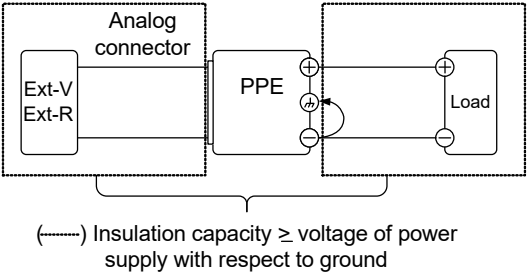 Analog
connector
Ext-V
Ext-R
PPE
Load
(---------) Insulation capacity ≥ voltage of power
supply with respect to ground